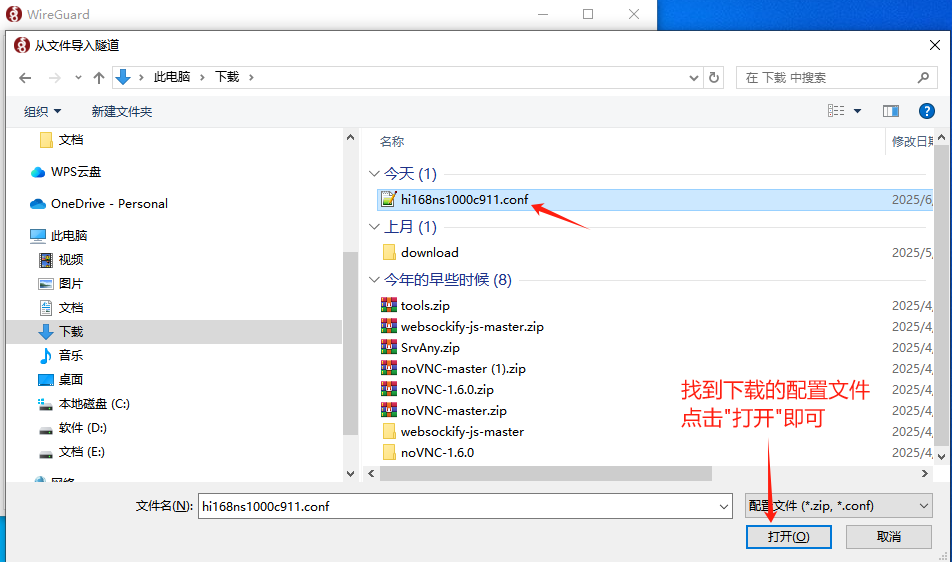 WireGuard
从文件导入隧道
此电脑 下载
在 下载 中搜索
组织 新建文件夹
文档
WPS云盘
OneDrive - Personal
此电脑
视频
图片
文档
下载
音乐
桌面
本地磁盘 (C:)
软件 (D:)
文档 (E:)
网络
名称 修改日期
今天 (1)
hi168ns1000c911.conf 2025/6/
上月 (1)
download 2025/5/
今年的早些时候 (8)
tools.zip 2025/4/
websockify-js-master.zip 2025/4/
SrvAny.zip 2025/4/
noVNC-master (1).zip 2025/4/
noVNC-1.6.0.zip 2025/4/
noVNC-master.zip 2025/4/
websockify-js-master 2025/4/
noVNC-1.6.0 2025/4/
找到下载的配置文件
点击"打开"即可
文件名(N): hi168ns1000c911.conf 配置文件 (*.zip, *.conf)
打开(O) 取消